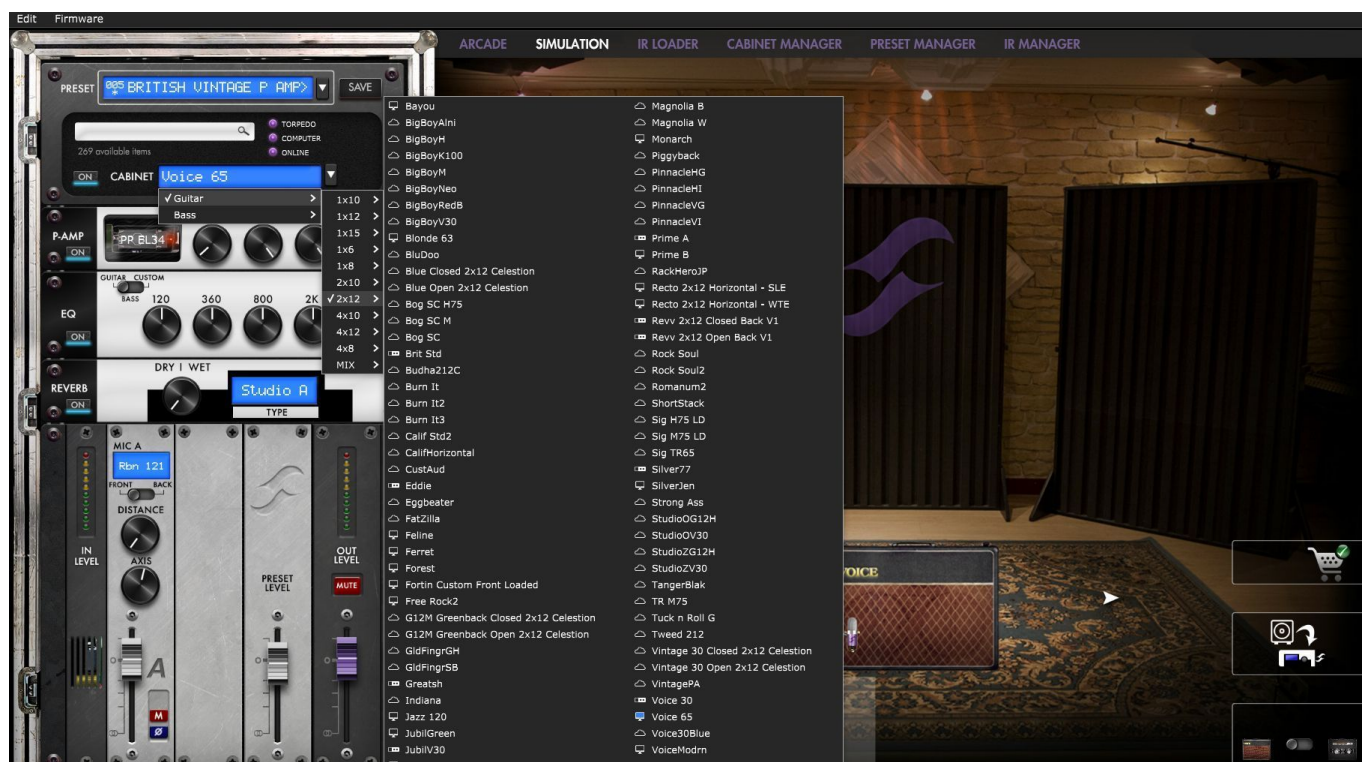 Edit Firmware
ARCADE SIMULATION IR LOADER CABINET MANAGER PRESET MANAGER IR MANAGER
PRESET 005 BRITISH VINTAGE P AMP> SAVE
*
TORPEDO
COMPUTER
269 available items ONLINE
ON CABINET Voice 65
Guitar
Bass
P-AMP
PP EL34
ON
GUITAR CUSTOM
BASS 120 360 800 2K
EQ
ON
DRY | WET
REVERB Studio A
ON TYPE
MIC A
Rbn 121
FRONT BACK
DISTANCE
IN LEVEL
AXIS
PRESET LEVEL
OUT LEVEL
MUTE
A
M
Ø
1x10
1x12
1x15
1x6
1x8
2x10
2x12
4x10
4x12
4x8
MIX
Bayou
BigBoyAlni
BigBoyH
BigBoyK100
BigBoyM
BigBoyNeo
BigBoyRedB
BigBoyV30
Blonde 63
BluDoo
Blue Closed 2x12 Celestion
Blue Open 2x12 Celestion
Bog SC H75
Bog SC M
Bog SC
Brit Std
Budha212C
Burn It
Burn It2
Burn It3
Calif Std2
CalifHorizontal
CustAud
Eddie
Eggbeater
FatZilla
Feline
Ferret
Forest
Fortin Custom Front Loaded
Free Rock2
G12M Greenback Closed 2x12 Celestion
G12M Greenback Open 2x12 Celestion
GldFingrGH
GldFingrSB
Greatsh
Indiana
Jazz 120
JubilGreen
JubilV30
Magnolia B
Magnolia W
Monarch
Piggyback
PinnacleHG
PinnacleHI
PinnacleVG
PinnacleVI
Prime A
Prime B
RackHeroJP
Recto 2x12 Horizontal - SLE
Recto 2x12 Horizontal - WTE
Revv 2x12 Closed Back V1
Revv 2x12 Open Back V1
Rock Soul
Rock Soul2
Romanum2
ShortStack
Sig H75 LD
Sig M75 LD
Sig TR65
Silver77
SilverJen
Strong Ass
StudioOG12H
StudioOV30
StudioZG12H
StudioZV30
TangerBlak
TR M75
Tuck n Roll G
Tweed 212
Vintage 30 Closed 2x12 Celestion
Vintage 30 Open 2x12 Celestion
VintagePA
Voice 30
Voice 65
Voice30Blue
VoiceModrn
VOICE